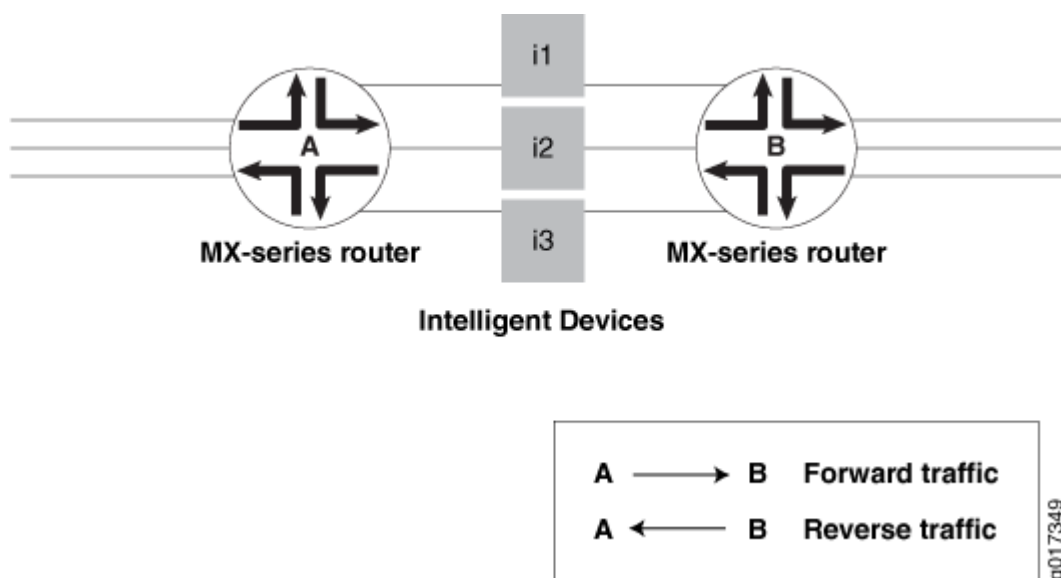 i1
A
i2
B
i3
MX-series router
MX-series router
Intelligent Devices
A B Forward traffic
A B Reverse traffic
g017349